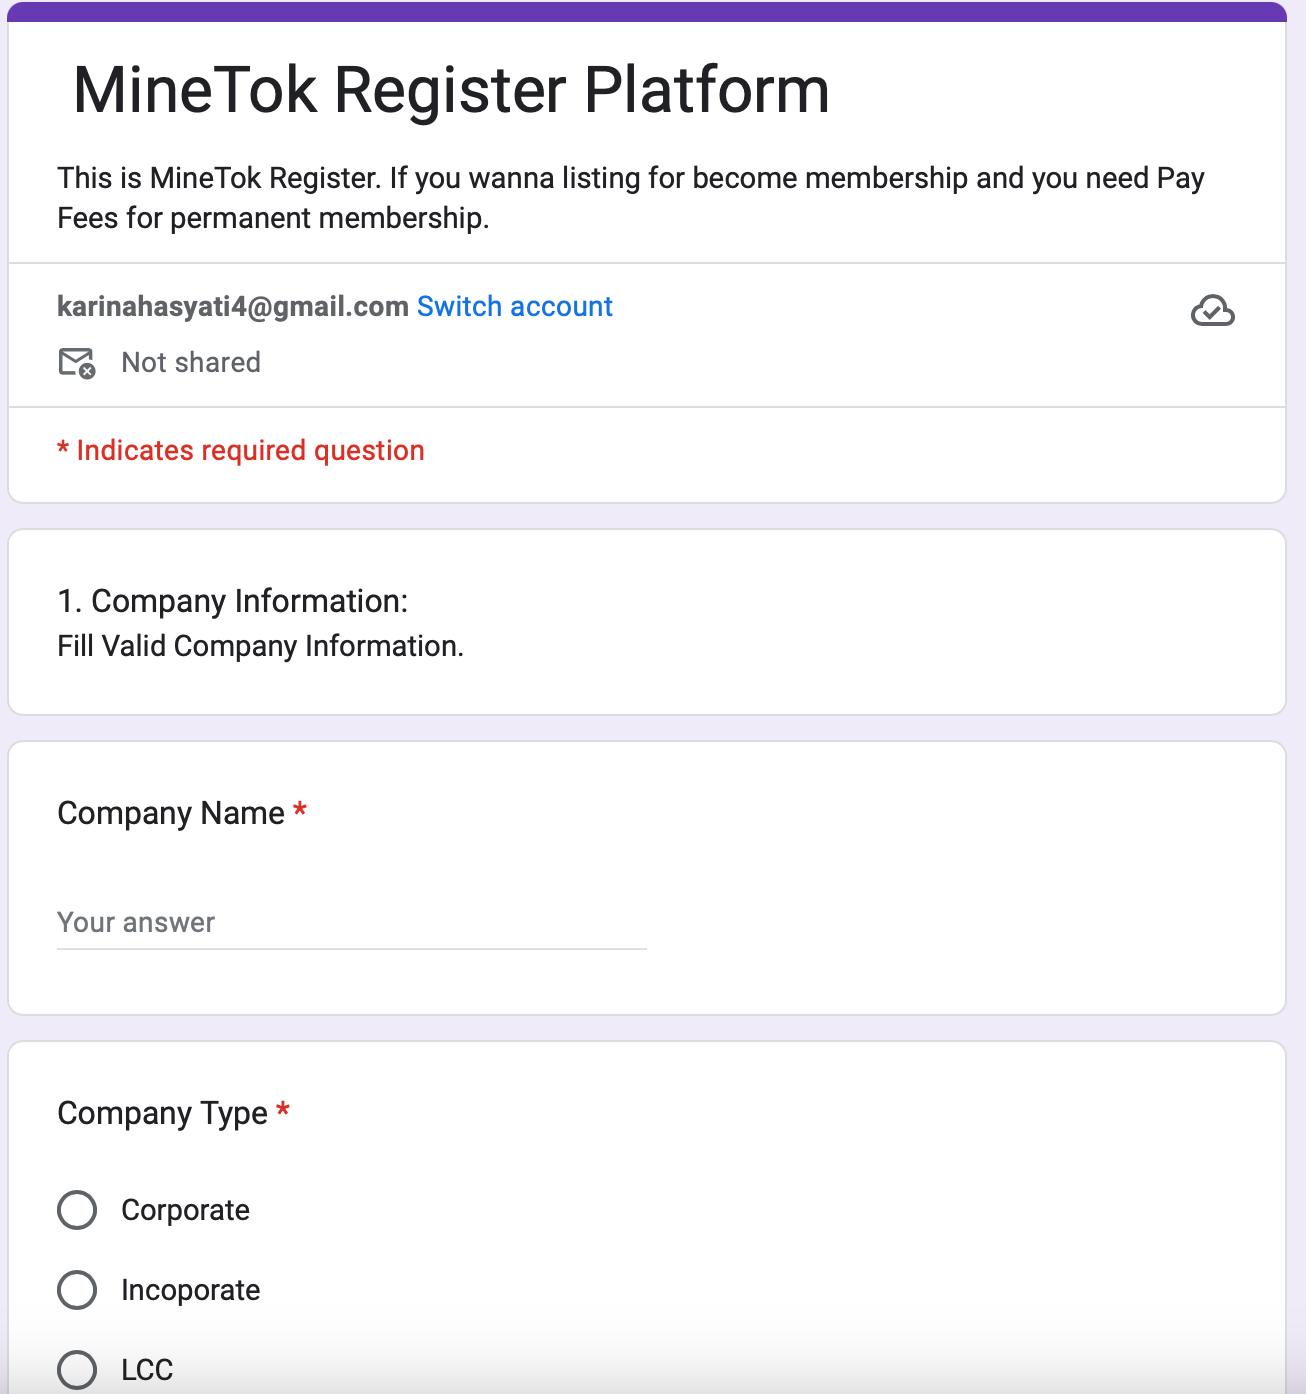 MineTok Register Platform
This is MineTok Register. If you wanna listing for become membership and you need Pay
Fees for permanent membership.
karinahasyati4@gmail.com Switch account
Not shared
* Indicates required question
1. Company Information:
Fill Valid Company Information.
Company Name *
Your answer
Company Type *
Corporate
Incoporate
LCC